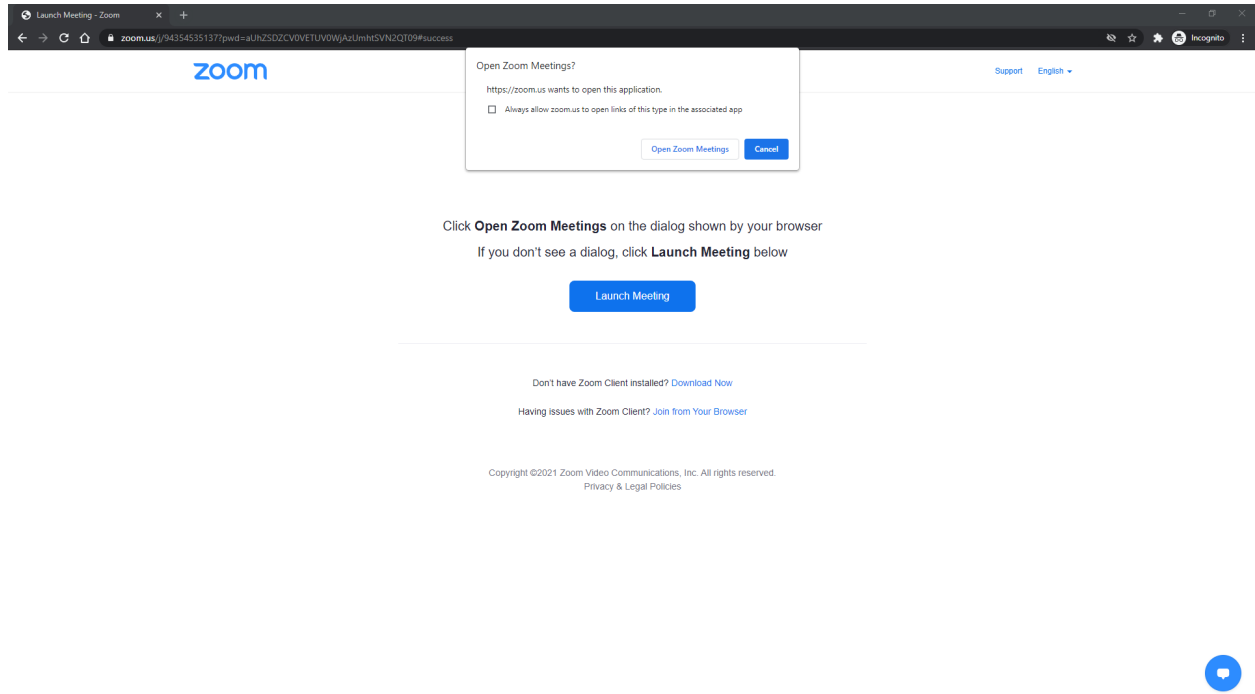 Launch Meeting - Zoom
zoom.us/j/94354535137?pwd=aUhZSDZCV0VETUV0WjAzUmhtSVN2QT09#success
Incognito
zoom
Support English
Open Zoom Meetings?
https://zoom.us wants to open this application.
Always allow zoom.us to open links of this type in the associated app
Open Zoom Meetings Cancel
Click Open Zoom Meetings on the dialog shown by your browser
If you don't see a dialog, click Launch Meeting below
Launch Meeting
Don't have Zoom Client installed? Download Now
Having issues with Zoom Client? Join from Your Browser
Copyright ©2021 Zoom Video Communications, Inc. All rights reserved.
Privacy & Legal Policies